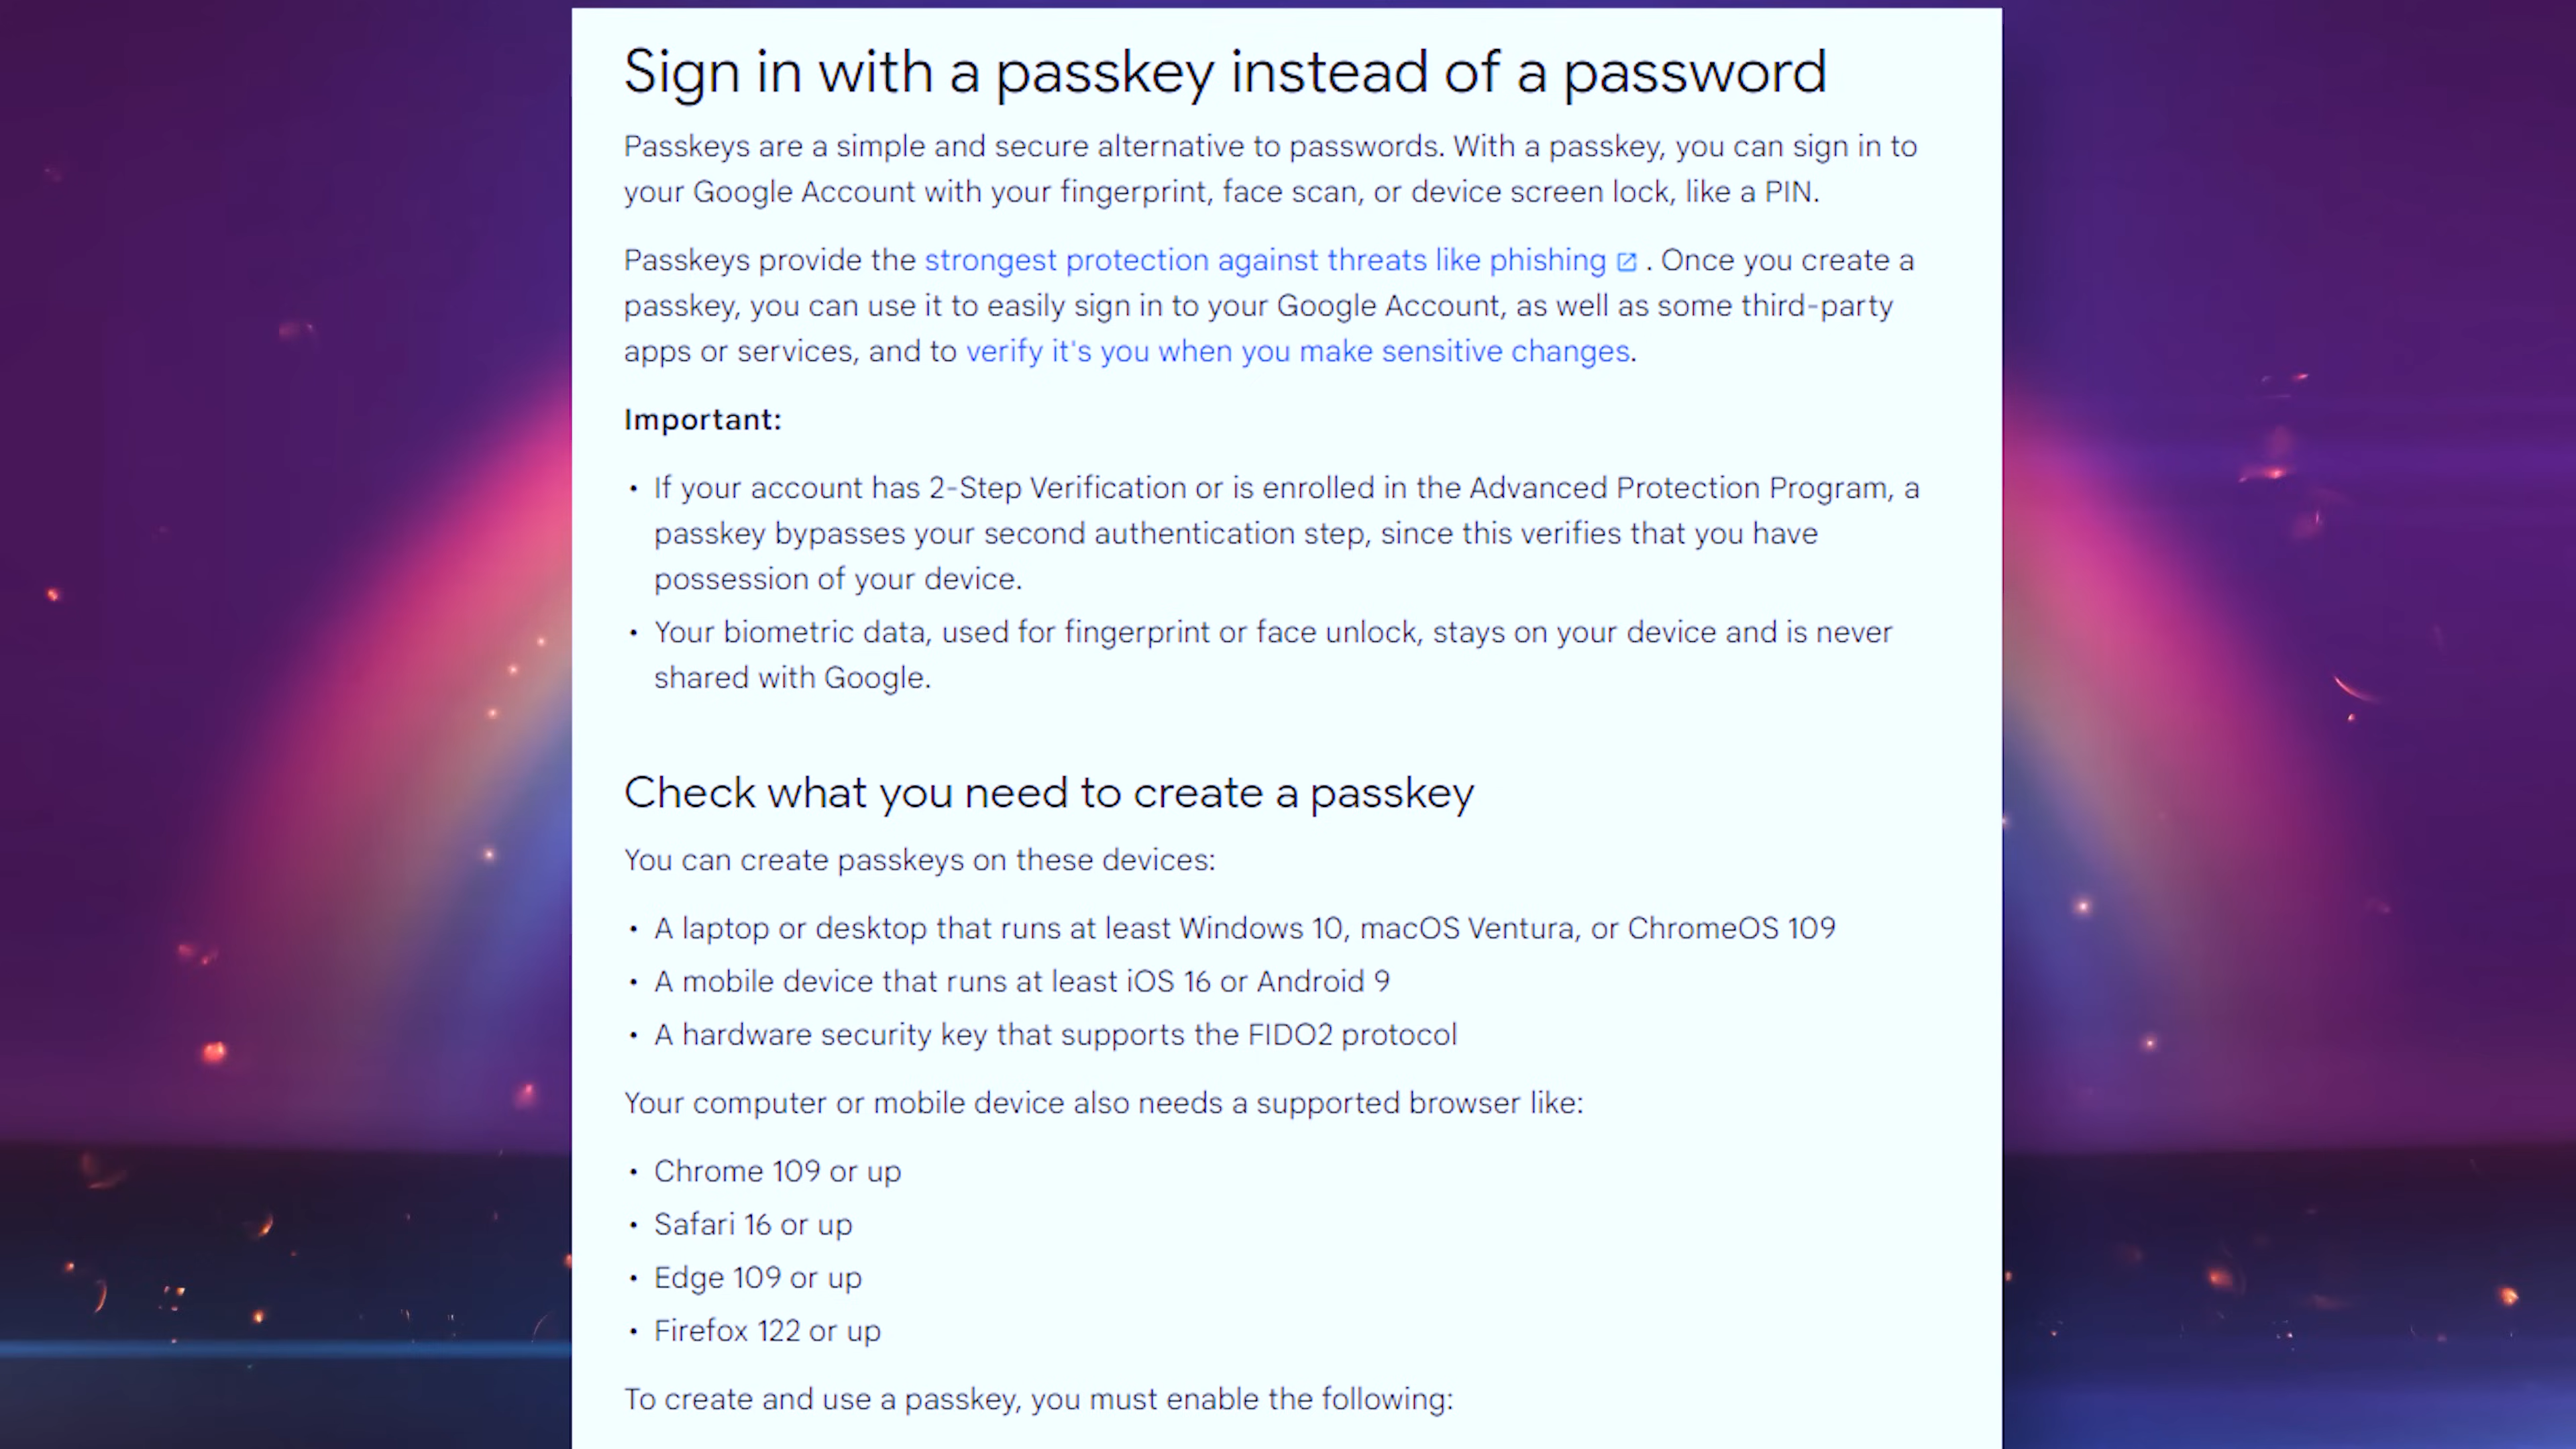 Sign in with a passkey instead of a password
Passkeys are a simple and secure alternative to passwords. With a passkey, you can sign in to
your Google Account with your fingerprint, face scan, or device screen lock, like a PIN.
Passkeys provide the strongest protection against threats like phishing . Once you create a
passkey, you can use it to easily sign in to your Google Account, as well as some third-party
apps or services, and to verify it's you when you make sensitive changes.
Important:
• If your account has 2-Step Verification or is enrolled in the Advanced Protection Program, a
passkey bypasses your second authentication step, since this verifies that you have
possession of your device.
• Your biometric data, used for fingerprint or face unlock, stays on your device and is never
shared with Google.
Check what you need to create a passkey
You can create passkeys on these devices:
• A laptop or desktop that runs at least Windows 10, macOS Ventura, or ChromeOS 109
• A mobile device that runs at least iOS 16 or Android 9
• A hardware security key that supports the FIDO2 protocol
Your computer or mobile device also needs a supported browser like:
• Chrome 109 or up
• Safari 16 or up
• Edge 109 or up
• Firefox 122 or up
To create and use a passkey, you must enable the following: